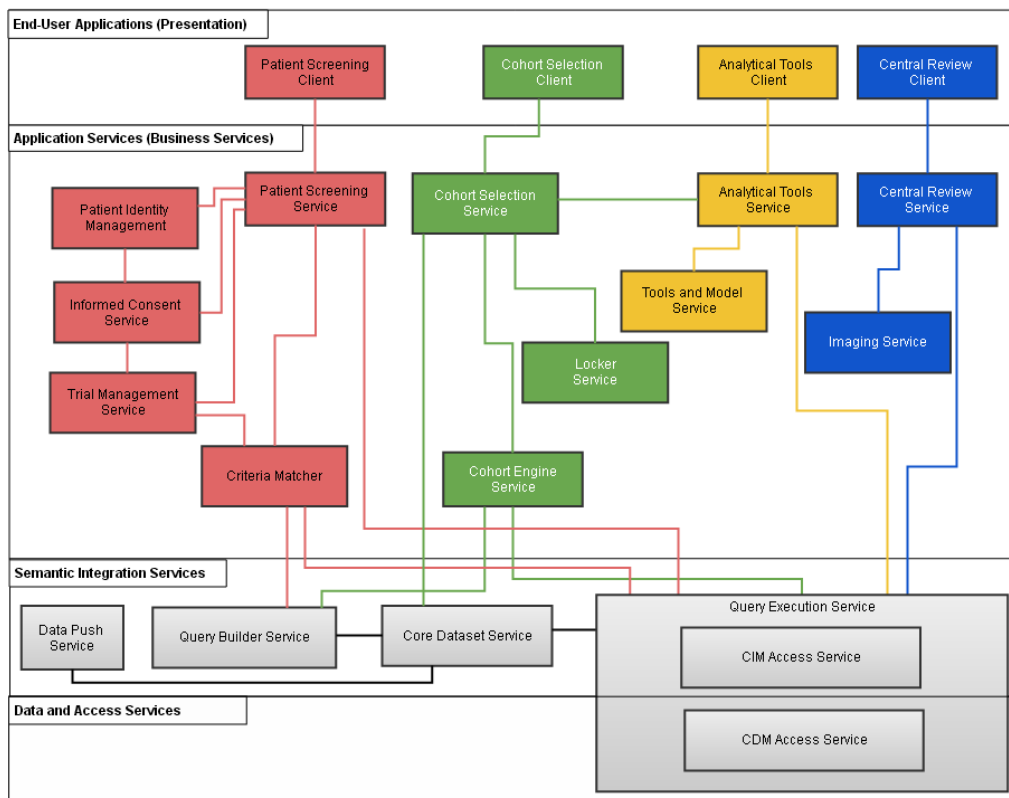 End-User Applications (Presentation)
Patient Screening
Client
Cohort Selection
Client
Analytical Tools
Client
Central Review
Client
Application Services (Business Services)
Patient Identity
Management
Patient Screening
Service
Cohort Selection
Service
Analytical Tools
Service
Central Review
Service
Informed Consent
Service
Tools and Model
Service
Imaging Service
Locker
Service
Trial Management
Service
Criteria Matcher
Cohort Engine
Service
Semantic Integration Services
Data Push
Service
Query Builder Service
Core Dataset Service
Query Execution Service
CIM Access Service
Data and Access Services
CDM Access Service